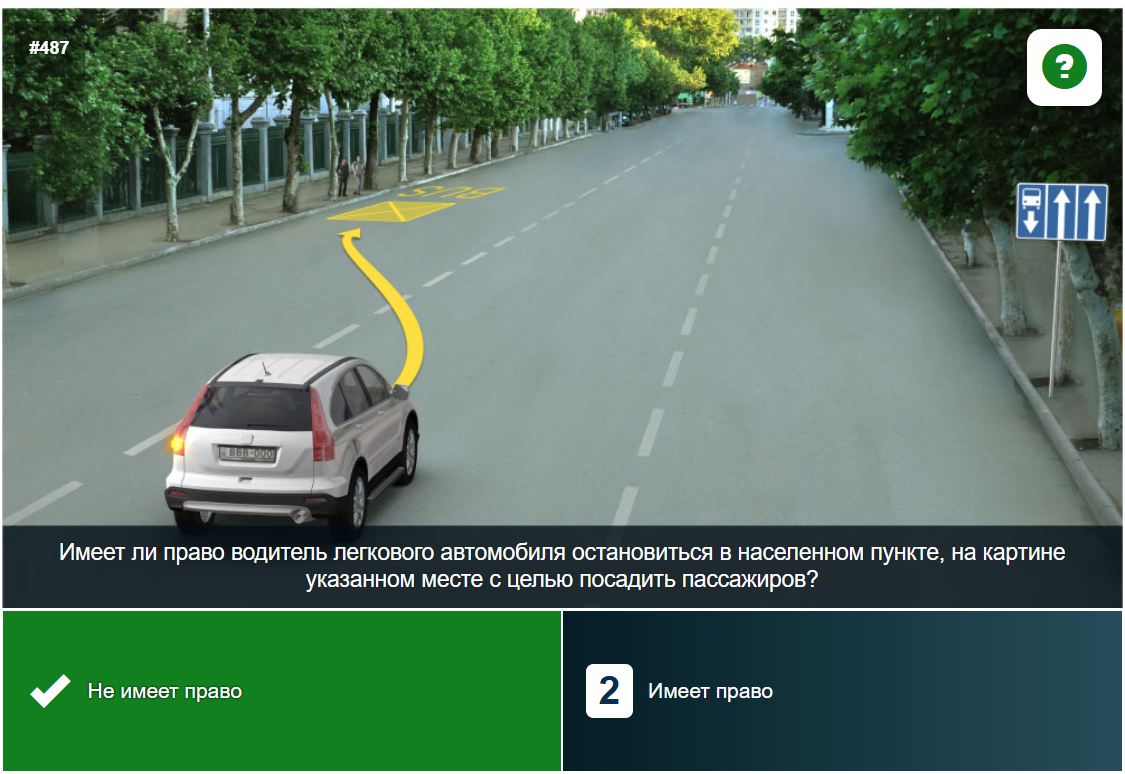 #487
?
BUS
BBB-000
Имеет ли право водитель легкового автомобиля остановиться в населенном пункте, на картине
указанном месте с целью посадить пассажиров?
Не имеет право
2 Имеет право